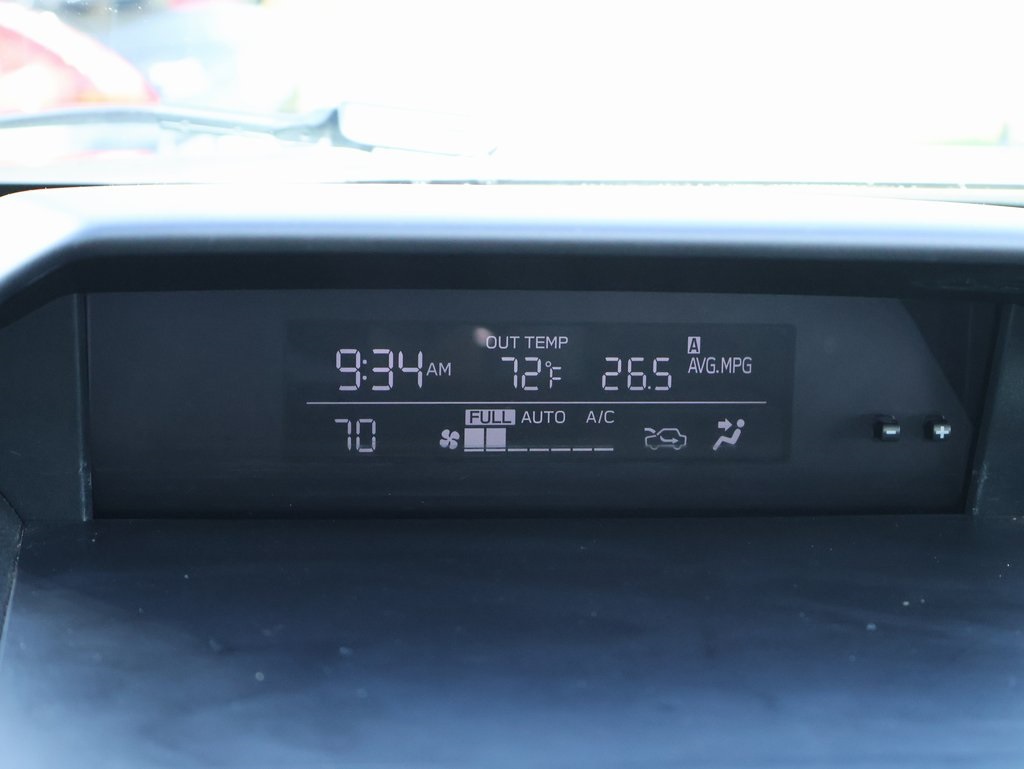 OUT TEMP A
9:34 AM 72°F 26.5 AVG.MPG
FULL AUTO A/C
70
- +